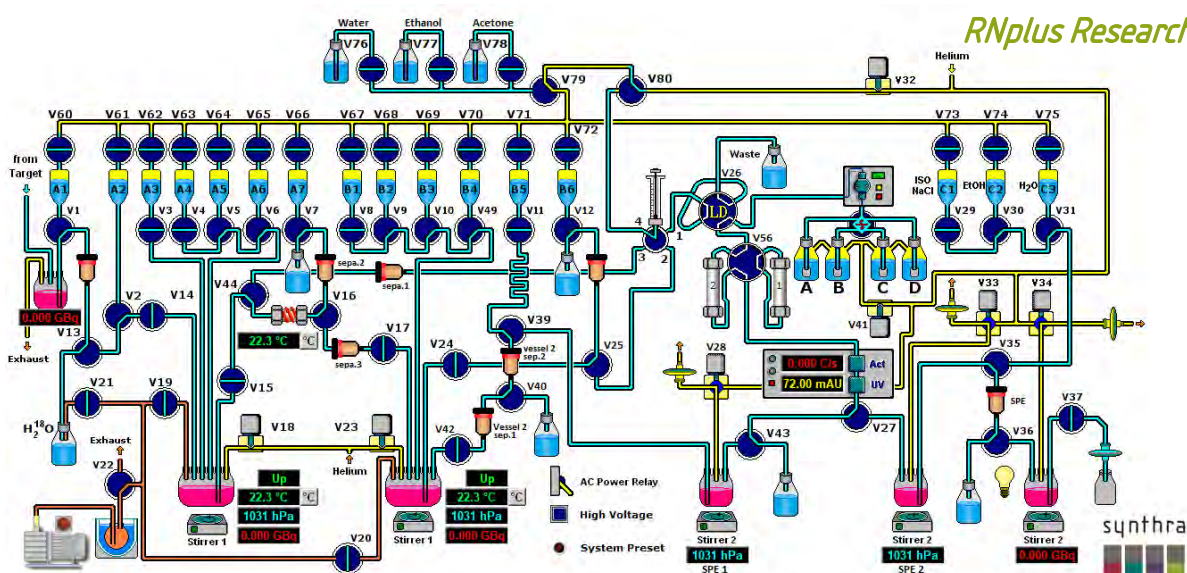 RNplus Research
Water
Ethanol
Acetone
V76
V77
V78
V79
V80
V32
Helium
V60
V61
V62
V63
V64
V65
V66
V67
V68
V69
V70
V71
V72
V73
V74
V75
from
Target
Waste
V26
A1
A2
A3
A4
A5
A6
A7
B1
B2
B3
B4
B5
B6
ISO
NaCl
C1
EtOH
C2
H₂O
C3
V1
V3
V4
V5
V6
V7
V8
V9
V10
V49
V11
V12
4
1
3
2
LD
V56
V29
V30
V31
sepa.2
sepa.1
V44
V16
2
1
A
B
C
D
0.000 GBq
V13
V2
V14
22.3 °C
°C
V17
sepa.3
V39
vessel 2
sep.2
V24
V25
V41
V33
V34
Exhaust
V15
V28
0.000 C/s
Act
72.00 mAU
UV
V35
SPE
V21
V19
V40
V37
H₂¹⁸O
Vessel 2
sep.1
V42
V43
V27
V36
Exhaust
V18
V23
Helium
V22
Up
22.3 °C
°C
1031 hPa
0.000 GBq
Stirrer 1
Up
22.3 °C
°C
1031 hPa
0.000 GBq
Stirrer 1
V20
AC Power Relay
High Voltage
System Preset
Stirrer 2
1031 hPa
SPE 1
Stirrer 2
1031 hPa
SPE 2
Stirrer 2
0.000 GBq
synthra